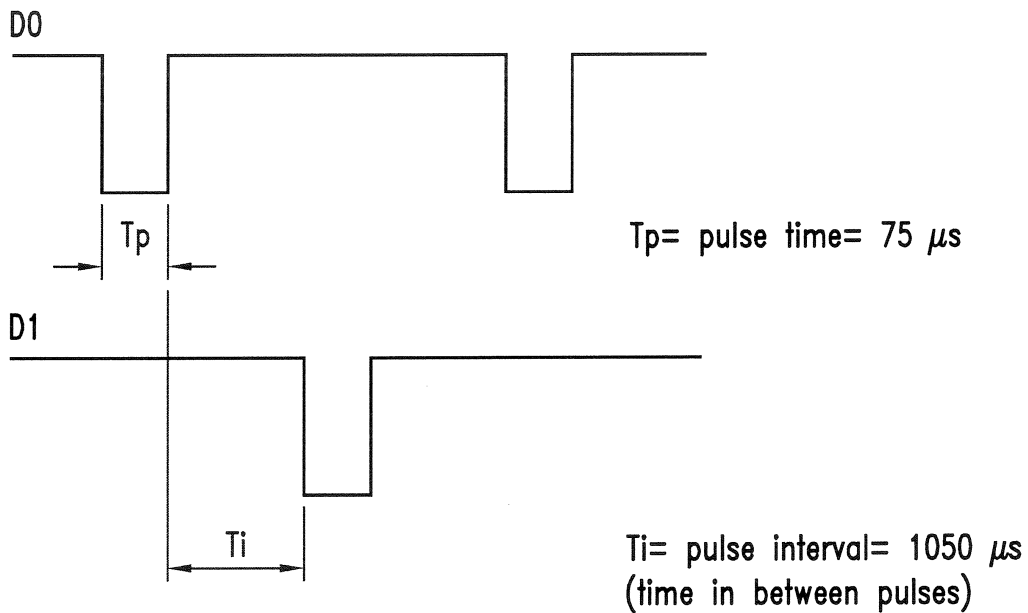 D0
Tp
Tp= pulse time= 75 μs
D1
Ti
Ti= pulse interval= 1050 μs
(time in between pulses)